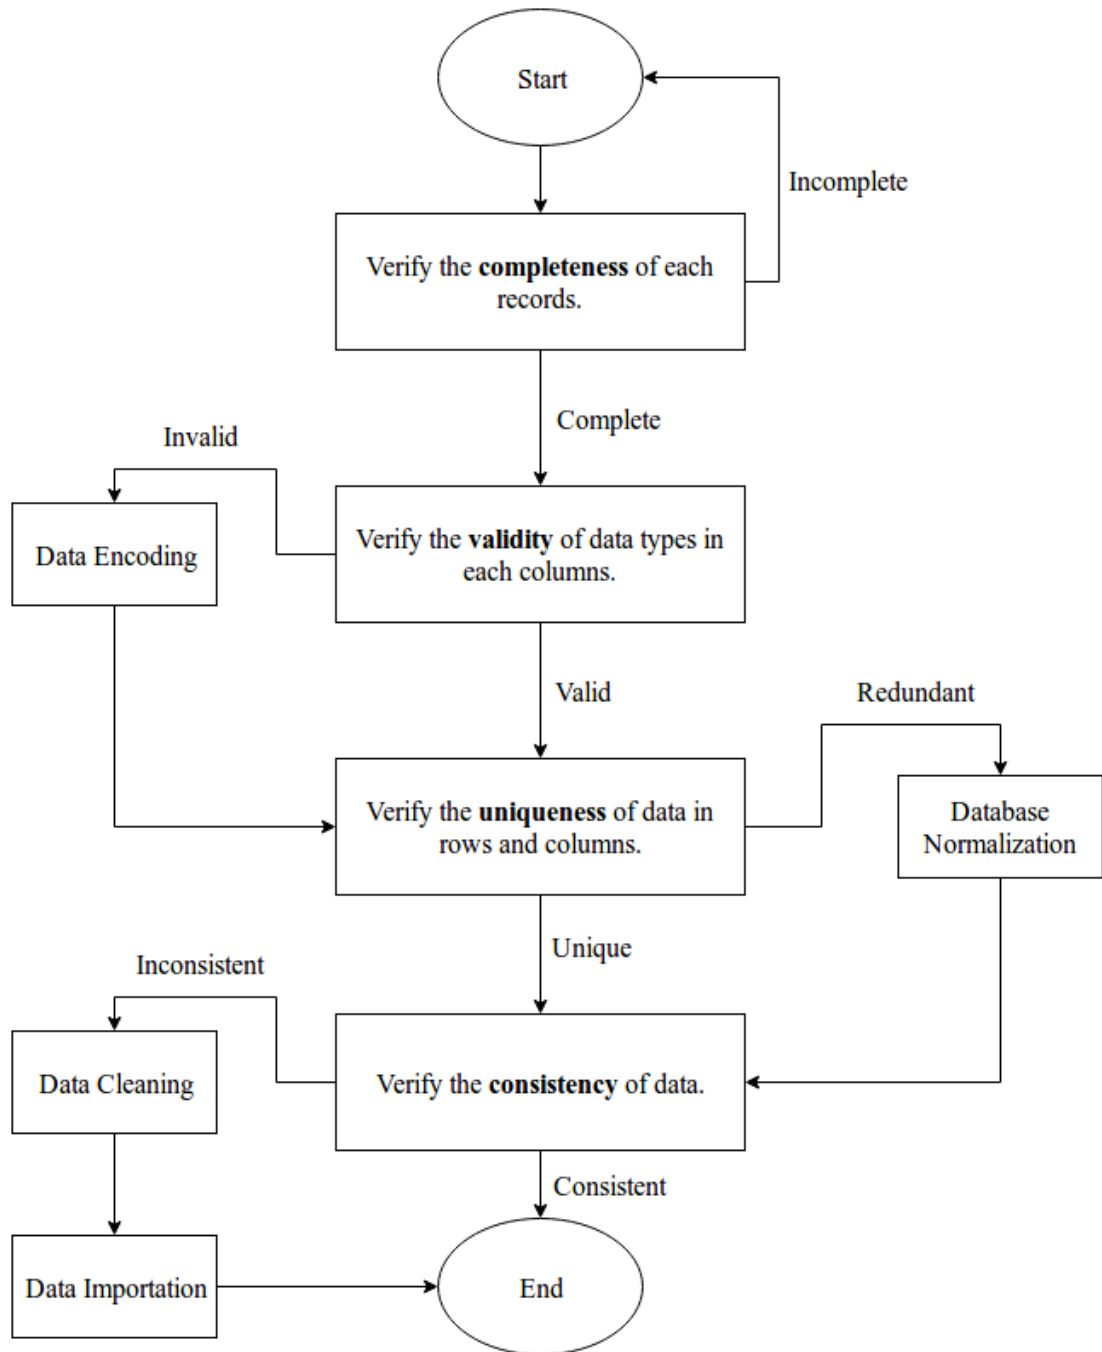 Start
Incomplete
Verify the completeness of each
records.
Complete
Invalid
Data Encoding
Verify the validity of data types in
each columns.
Valid
Redundant
Verify the uniqueness of data in
rows and columns.
Database
Normalization
Unique
Inconsistent
Data Cleaning
Verify the consistency of data.
Consistent
Data Importation
End